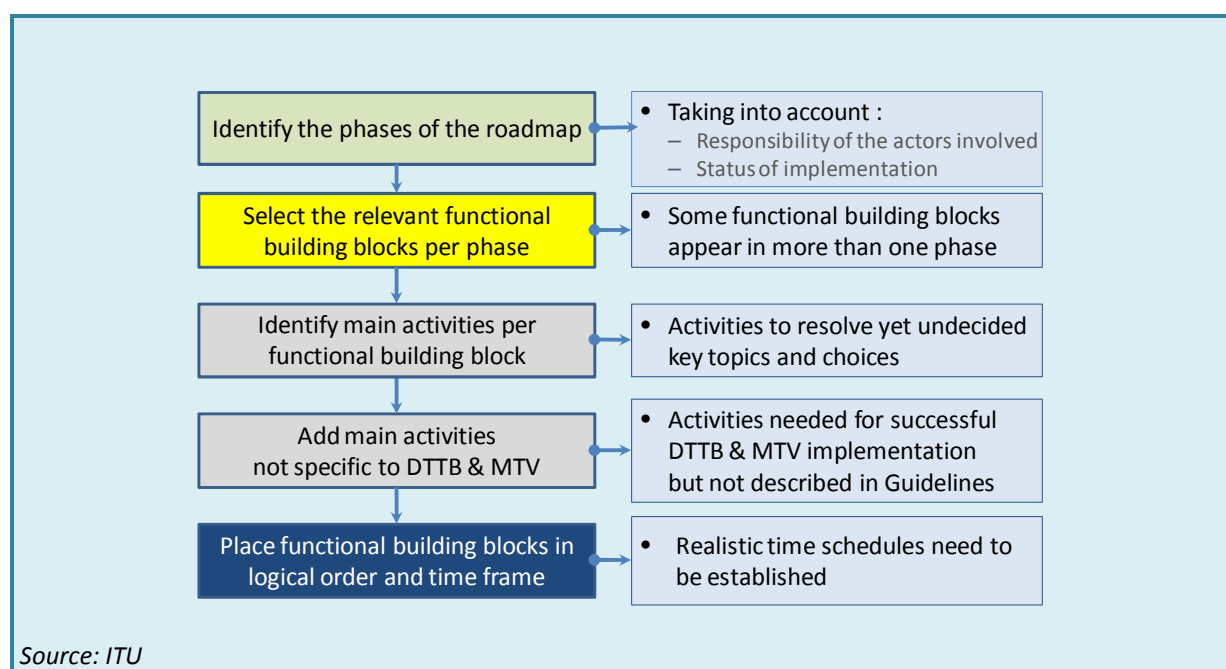 Identify the phases of the roadmap
• Taking into account :
– Responsibility of the actors involved
– Status of implementation
Select the relevant functional
building blocks per phase
• Some functional building blocks
appear in more than one phase
Identify main activities per
functional building block
• Activities to resolve yet undecided
key topics and choices
Add main activities
not specific to DTTB & MTV
• Activities needed for successful
DTTB & MTV implementation
but not described in Guidelines
Place functional building blocks in
logical order and time frame
• Realistic time schedules need to
be established
Source: ITU